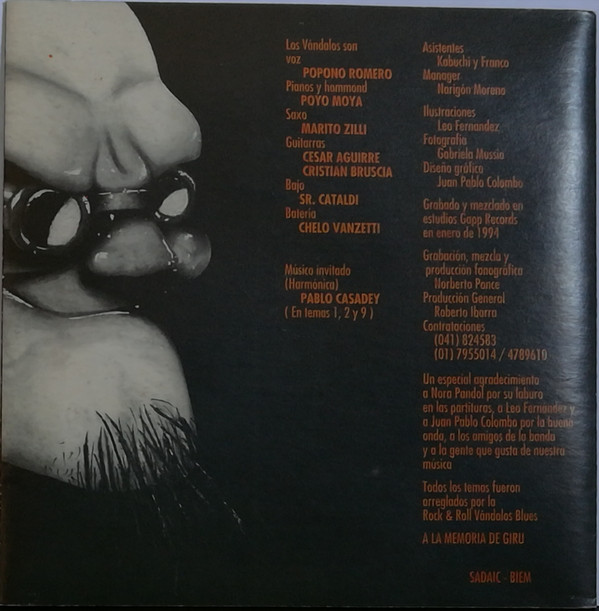 Los Vándalos son
voz
POPONO ROMERO
Pianos y hammond
POYO MOYA
Saxo
MARITO ZILLI
Guitarras
CESAR AGUIRRE
CRISTIAN BRUSCIA
Bajo
SR. CATALDI
Batería
CHELO VANZETTI
Músico invitado
(Harmónica)
PABLO CASADEY
( En temas 1, 2 y 9 )
Asistentes
Kabuchi y Franco
Manager
Narigón Moreno
Ilustraciones
Leo Fernandez
Fotografía
Gabriela Mussio
Diseño gráfico
Juan Pablo Colombo
Grabado y mezclado en
estudios Gapp Records
en enero de 1994
Grabación, mezcla y
producción fonográfica
Norberto Ponce
Producción General
Roberto Ibarra
Contrataciones
(041) 824583
(01) 7955014 / 4789610
Un especial agradecimiento
a Nora Pandol por su laburo
en las partituras, a Leo Fernández y
a Juan Pablo Colombo por la buena
onda, a los amigos de la banda
y a la gente que gusta de nuestra
música
Todos los temas fueron
arreglados por la
Rock & Roll Vándalos Blues
A LA MEMORIA DE GIRU
SADAIC - BIEM